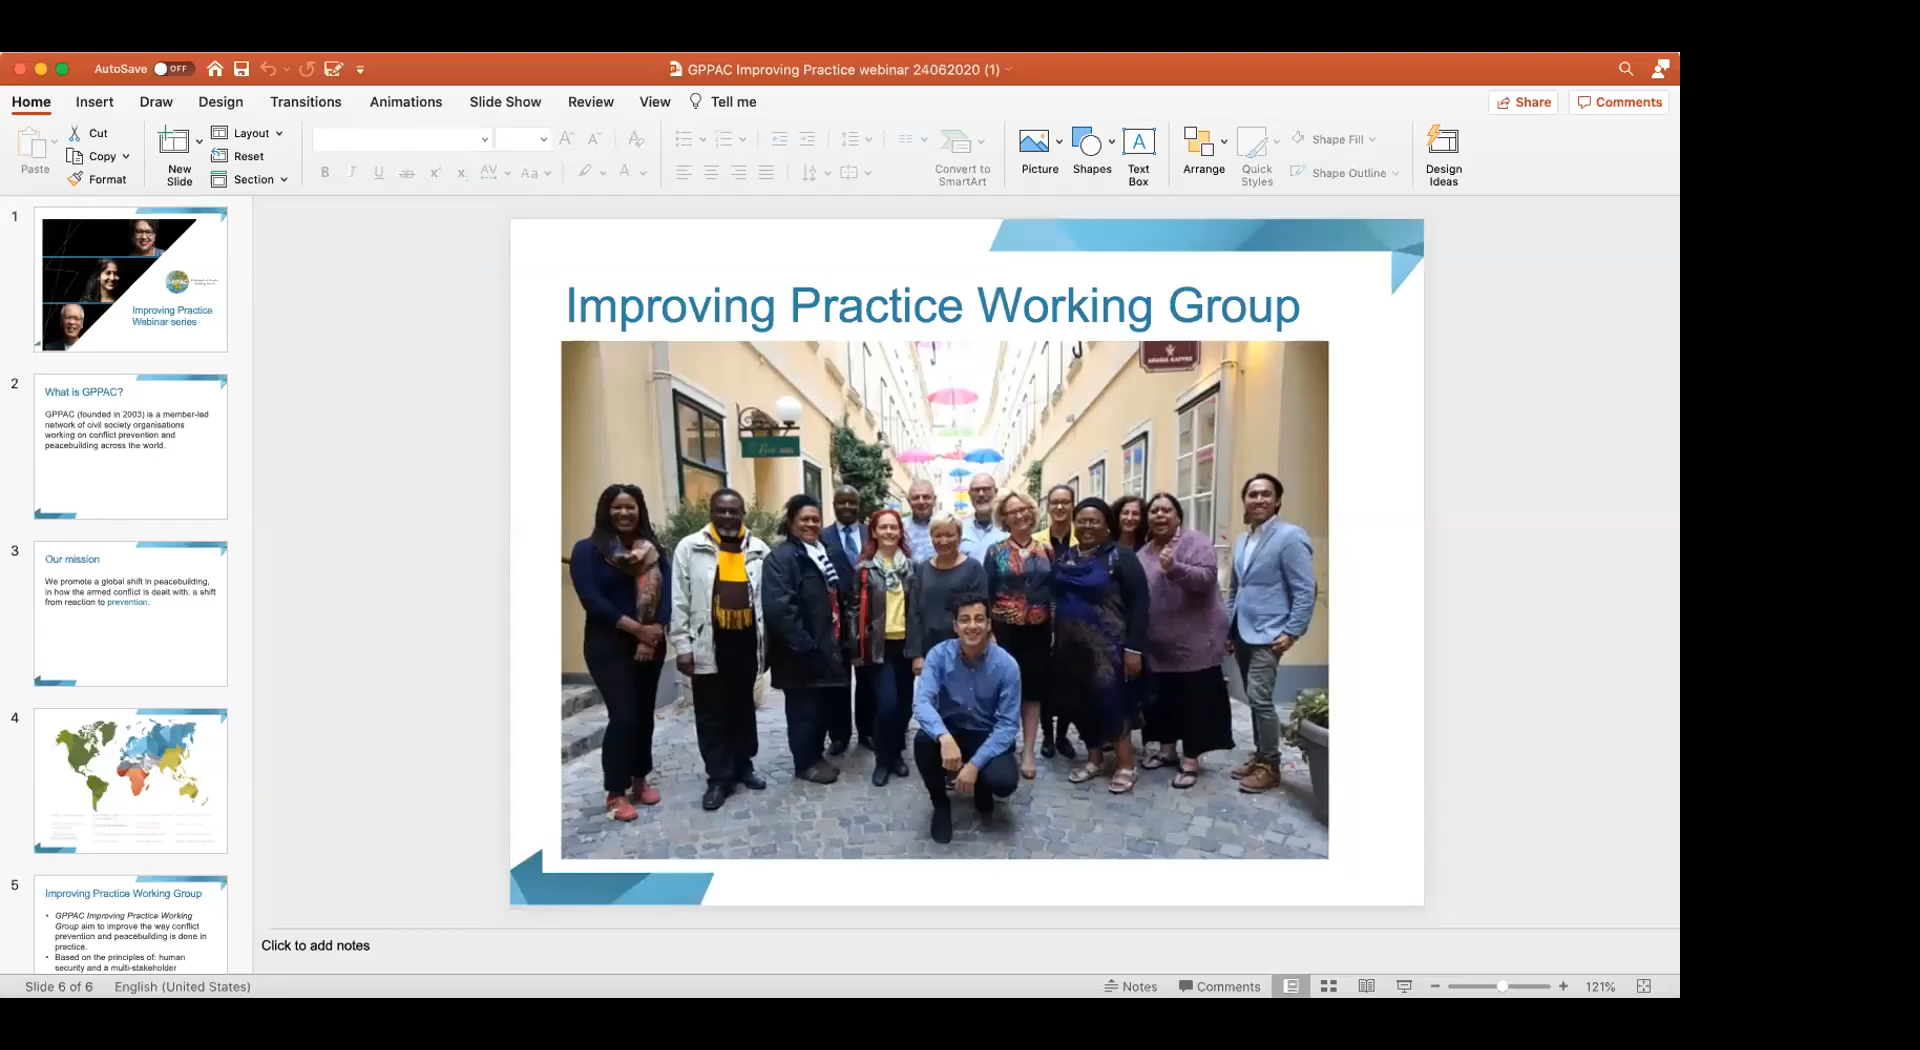 AutoSave OFF
GPPAC Improving Practice webinar 24062020 (1)
Home Insert Draw Design Transitions Animations Slide Show Review View Tell me
Share Comments
Paste
Cut
Copy
Format
New
Slide
Layout
Reset
Section
Convert to
SmartArt
Picture
Shapes
Text
Box
Arrange
Quick
Styles
Shape Fill
Shape Outline
Design
Ideas
1
GPPAC
Improving Practice
Webinar series
2
What is GPPAC?
GPPAC (founded in 2003) is a member-led
network of civil society organisations
working on conflict prevention and
peacebuilding across the world.
3
Our mission
We promote a global shift in peacebuilding,
in how the armed conflict is dealt with: a shift
from reaction to prevention.
4
5
Improving Practice Working Group
• GPPAC Improving Practice Working
Group aim to improve the way conflict
prevention and peacebuilding is done in
practice.
• Based on the principles of: human
security and a multi-stakeholder
Improving Practice Working Group
Click to add notes
Slide 6 of 6 English (United States)
Notes Comments 121%